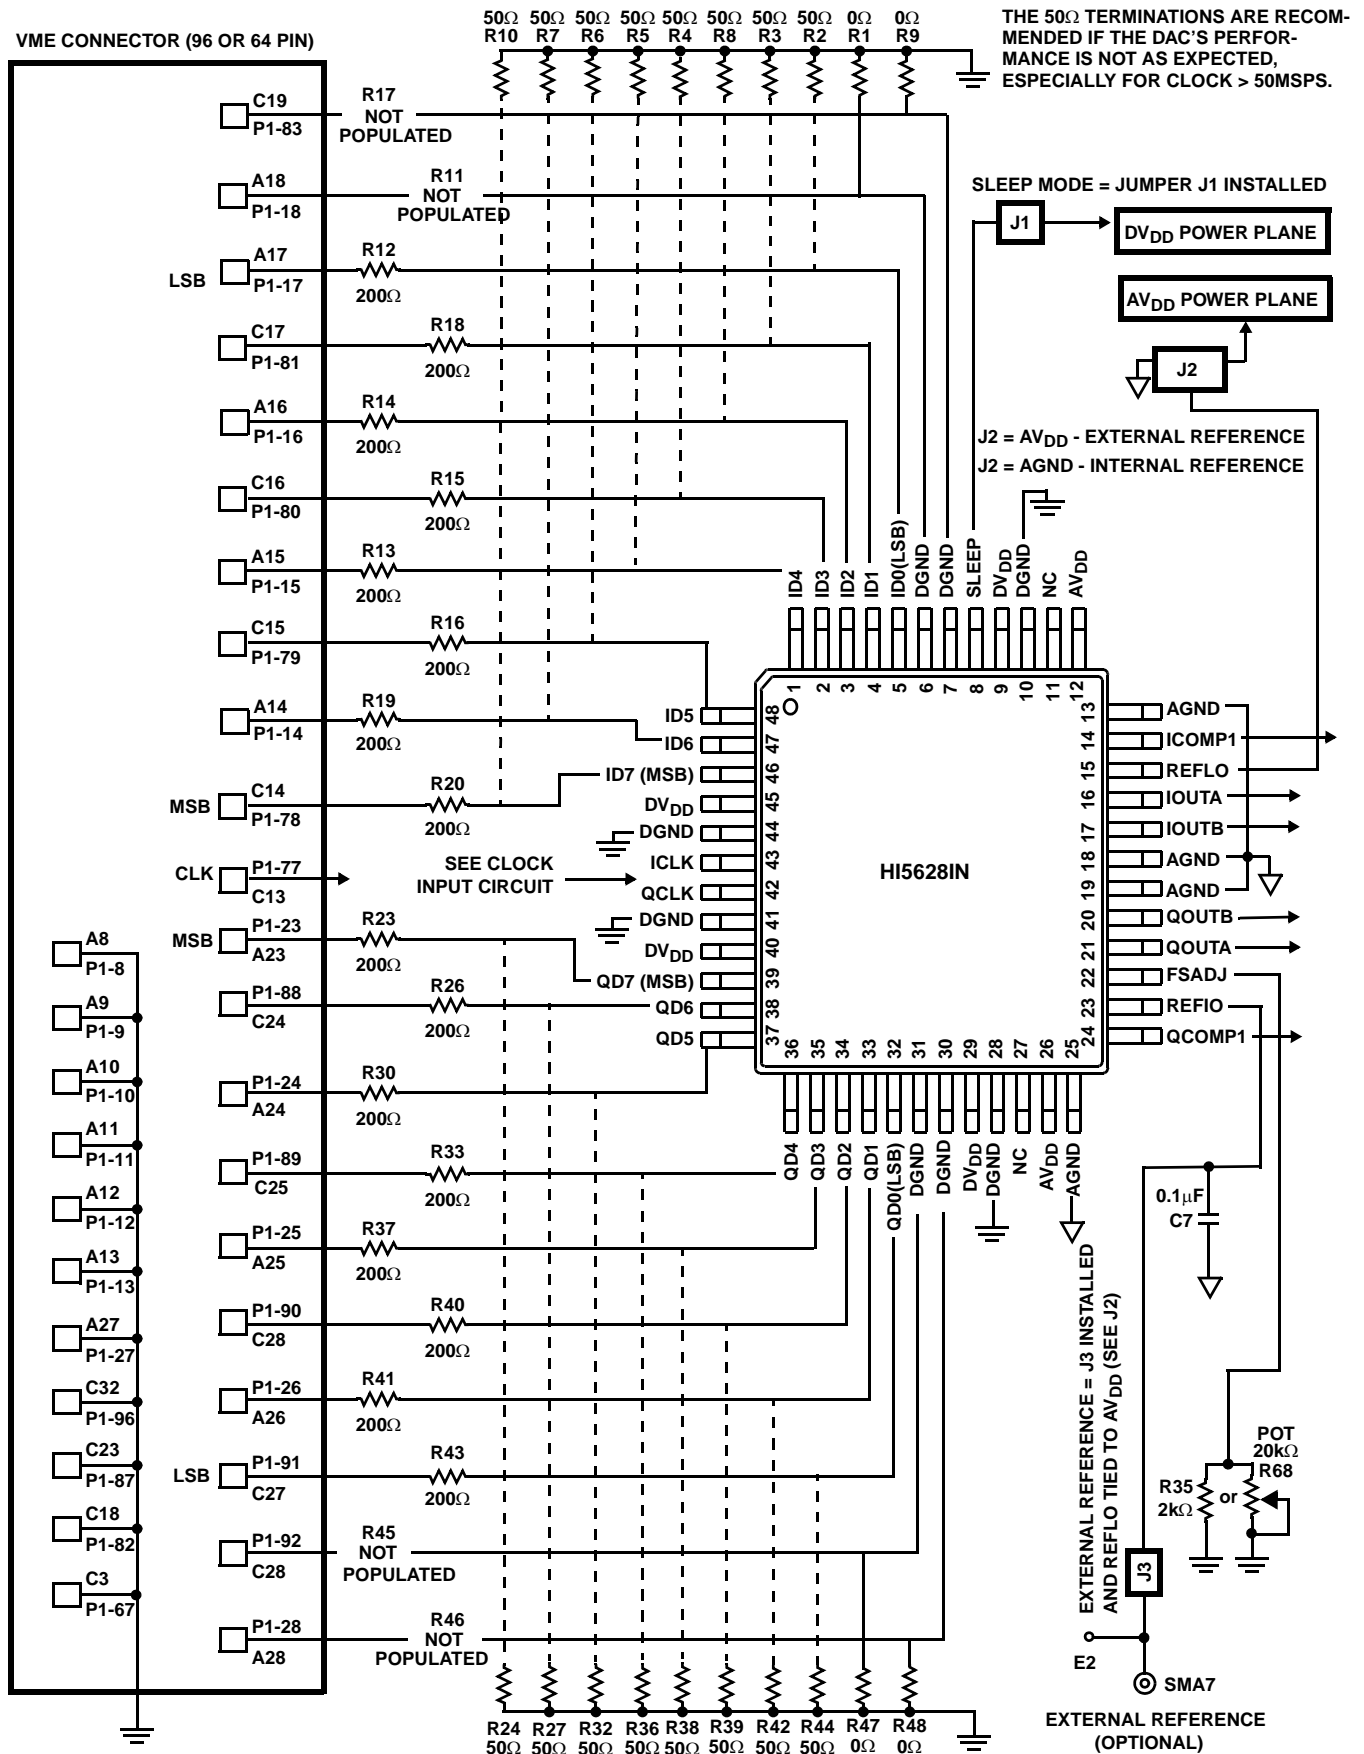 50Ω 50Ω 50Ω 50Ω 50Ω 50Ω 50Ω 50Ω 0Ω 0Ω
R10 R7 R6 R5 R4 R8 R3 R2 R1 R9
THE 50Ω TERMINATIONS ARE RECOM-
MENDED IF THE DAC'S PERFOR-
MANCE IS NOT AS EXPECTED,
ESPECIALLY FOR CLOCK > 50MSPS.
VME CONNECTOR (96 OR 64 PIN)
C19
P1-83
R17
NOT
POPULATED
A18
P1-18
R11
NOT
POPULATED
LSB
A17
P1-17
R12
200Ω
C17
P1-81
R18
200Ω
A16
P1-16
R14
200Ω
C16
P1-80
R15
200Ω
A15
P1-15
R13
200Ω
C15
P1-79
R16
200Ω
A14
P1-14
R19
200Ω
MSB
C14
P1-78
R20
200Ω
CLK
P1-77
C13
SEE CLOCK
INPUT CIRCUIT
MSB
P1-23
A23
R23
200Ω
P1-88
C24
R26
200Ω
P1-24
A24
R30
200Ω
P1-89
C25
R33
200Ω
P1-25
A25
R37
200Ω
P1-90
C28
R40
200Ω
P1-26
A26
R41
200Ω
LSB
P1-91
C27
R43
200Ω
P1-92
C28
R45
NOT
POPULATED
P1-28
A28
R46
NOT
POPULATED
A8
P1-8
A9
P1-9
A10
P1-10
A11
P1-11
A12
P1-12
A13
P1-13
A27
P1-27
C32
P1-96
C23
P1-87
C18
P1-82
C3
P1-67
SLEEP MODE = JUMPER J1 INSTALLED
J1
DVDD POWER PLANE
AVDD POWER PLANE
J2
J2 = AVDD - EXTERNAL REFERENCE
J2 = AGND - INTERNAL REFERENCE
ID4 ID3 ID2 ID1 ID0(LSB) DGND DGND SLEEP DVDD DGND NC AVDD
1 2 3 4 5 6 7 8 9 10 11 12
ID5 48
ID6 47
ID7 (MSB) 46
DVDD 45
DGND 44
ICLK 43
QCLK 42
DGND 41
DVDD 40
QD7 (MSB) 39
QD6 38
QD5 37
HI5628IN
13 AGND
14 ICOMP1
15 REFLO
16 IOUTA
17 IOUTB
18 AGND
19 AGND
20 QOUTB
21 QOUTA
22 FSADJ
23 REFIO
24 QCOMP1
36 35 34 33 32 31 30 29 28 27 26 25
QD4 QD3 QD2 QD1 QD0(LSB) DGND DGND DVDD DGND NC AVDD AGND
0.1µF
C7
EXTERNAL REFERENCE = J3 INSTALLED
AND REFLO TIED TO AVDD (SEE J2)
POT
20kΩ
R68
R35
2kΩ
or
J3
E2
SMA7
EXTERNAL REFERENCE
(OPTIONAL)
R24 R27 R32 R36 R38 R39 R42 R44 R47 R48
50Ω 50Ω 50Ω 50Ω 50Ω 50Ω 50Ω 50Ω 0Ω 0Ω